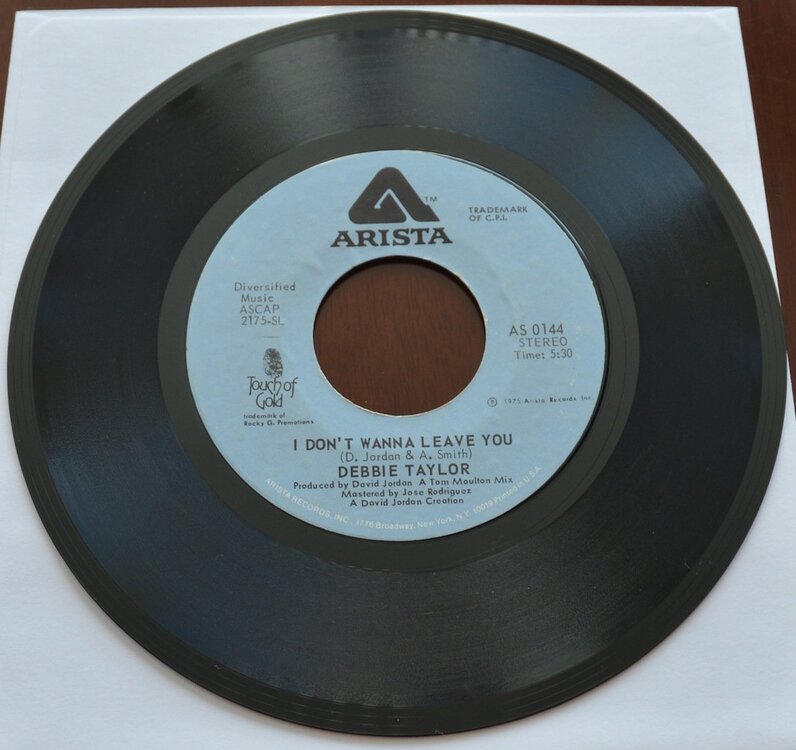 TM
ARISTA
TRADEMARK
OF C.P.I.
Diversified
Music
ASCAP
2175-SL
AS 0144
STEREO
Time: 5:30
Touch of
Gold
trademark of
Rocky G. Promotions
℗ 1975 Arista Records Inc.
I DON'T WANNA LEAVE YOU
(D. Jordan & A. Smith)
DEBBIE TAYLOR
Produced by David Jordan A Tom Moulton Mix
Mastered by Jose Rodriguez
A David Jordan Creation
ARISTA RECORDS, INC. 1776 Broadway, New York, N.Y. 10019 Printed in U.S.A.